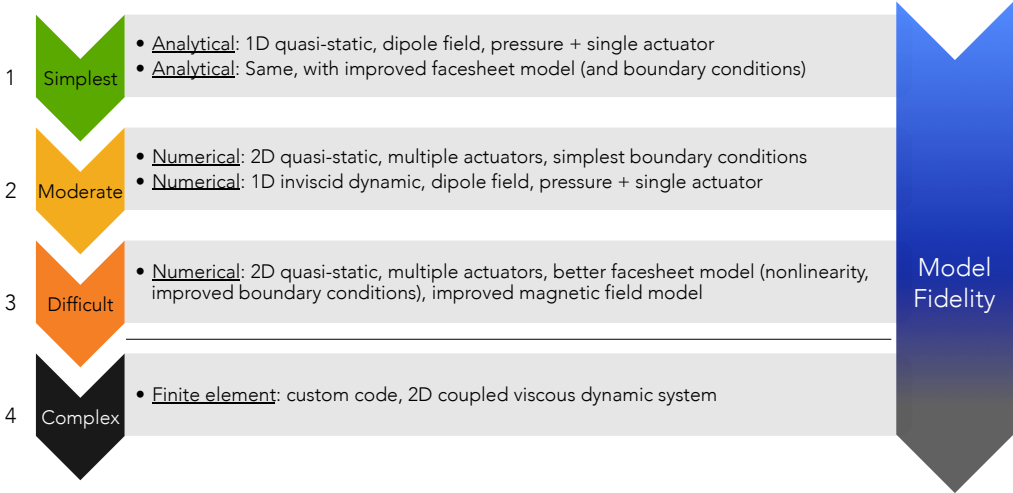 1
Simplest
• Analytical: 1D quasi-static, dipole field, pressure + single actuator
• Analytical: Same, with improved facesheet model (and boundary conditions)
2
Moderate
• Numerical: 2D quasi-static, multiple actuators, simplest boundary conditions
• Numerical: 1D inviscid dynamic, dipole field, pressure + single actuator
3
Difficult
• Numerical: 2D quasi-static, multiple actuators, better facesheet model (nonlinearity,
improved boundary conditions), improved magnetic field model
4
Complex
• Finite element: custom code, 2D coupled viscous dynamic system
Model
Fidelity